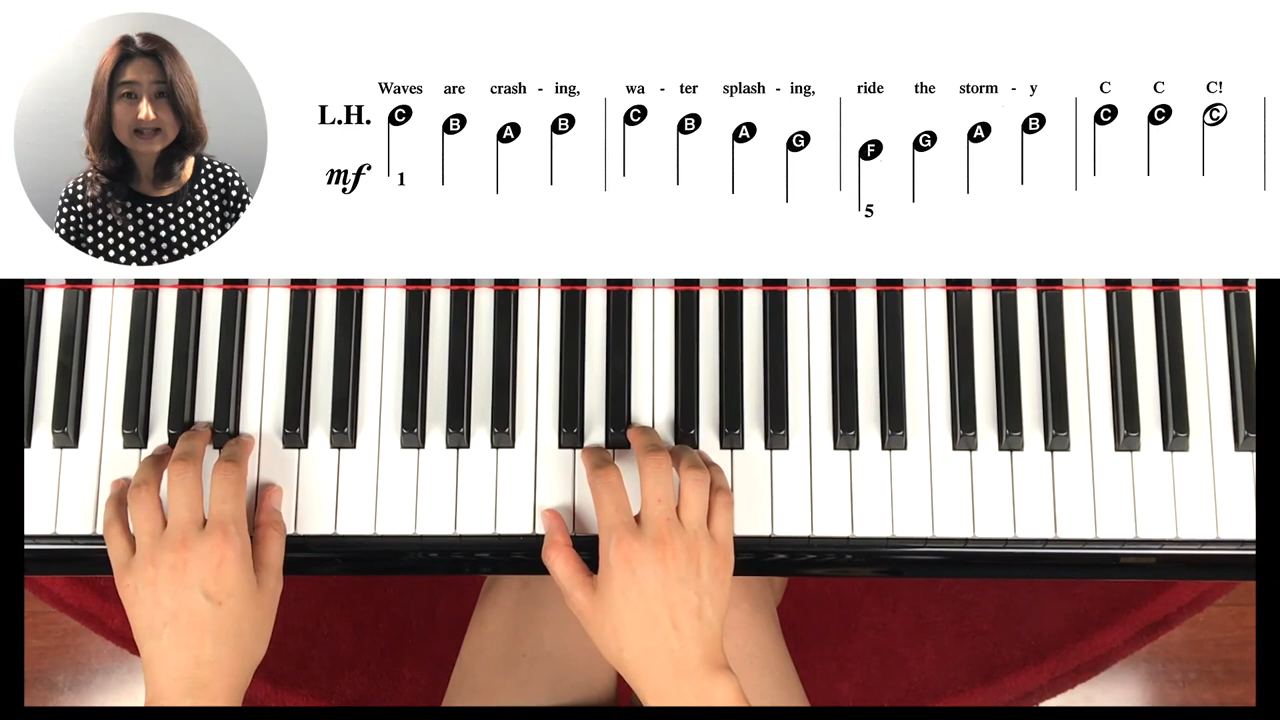 Waves are crash - ing, wa - ter splash - ing, ride the storm - y C C C!
L.H. C B A B C B A G F G A B C C C
mf 1 5